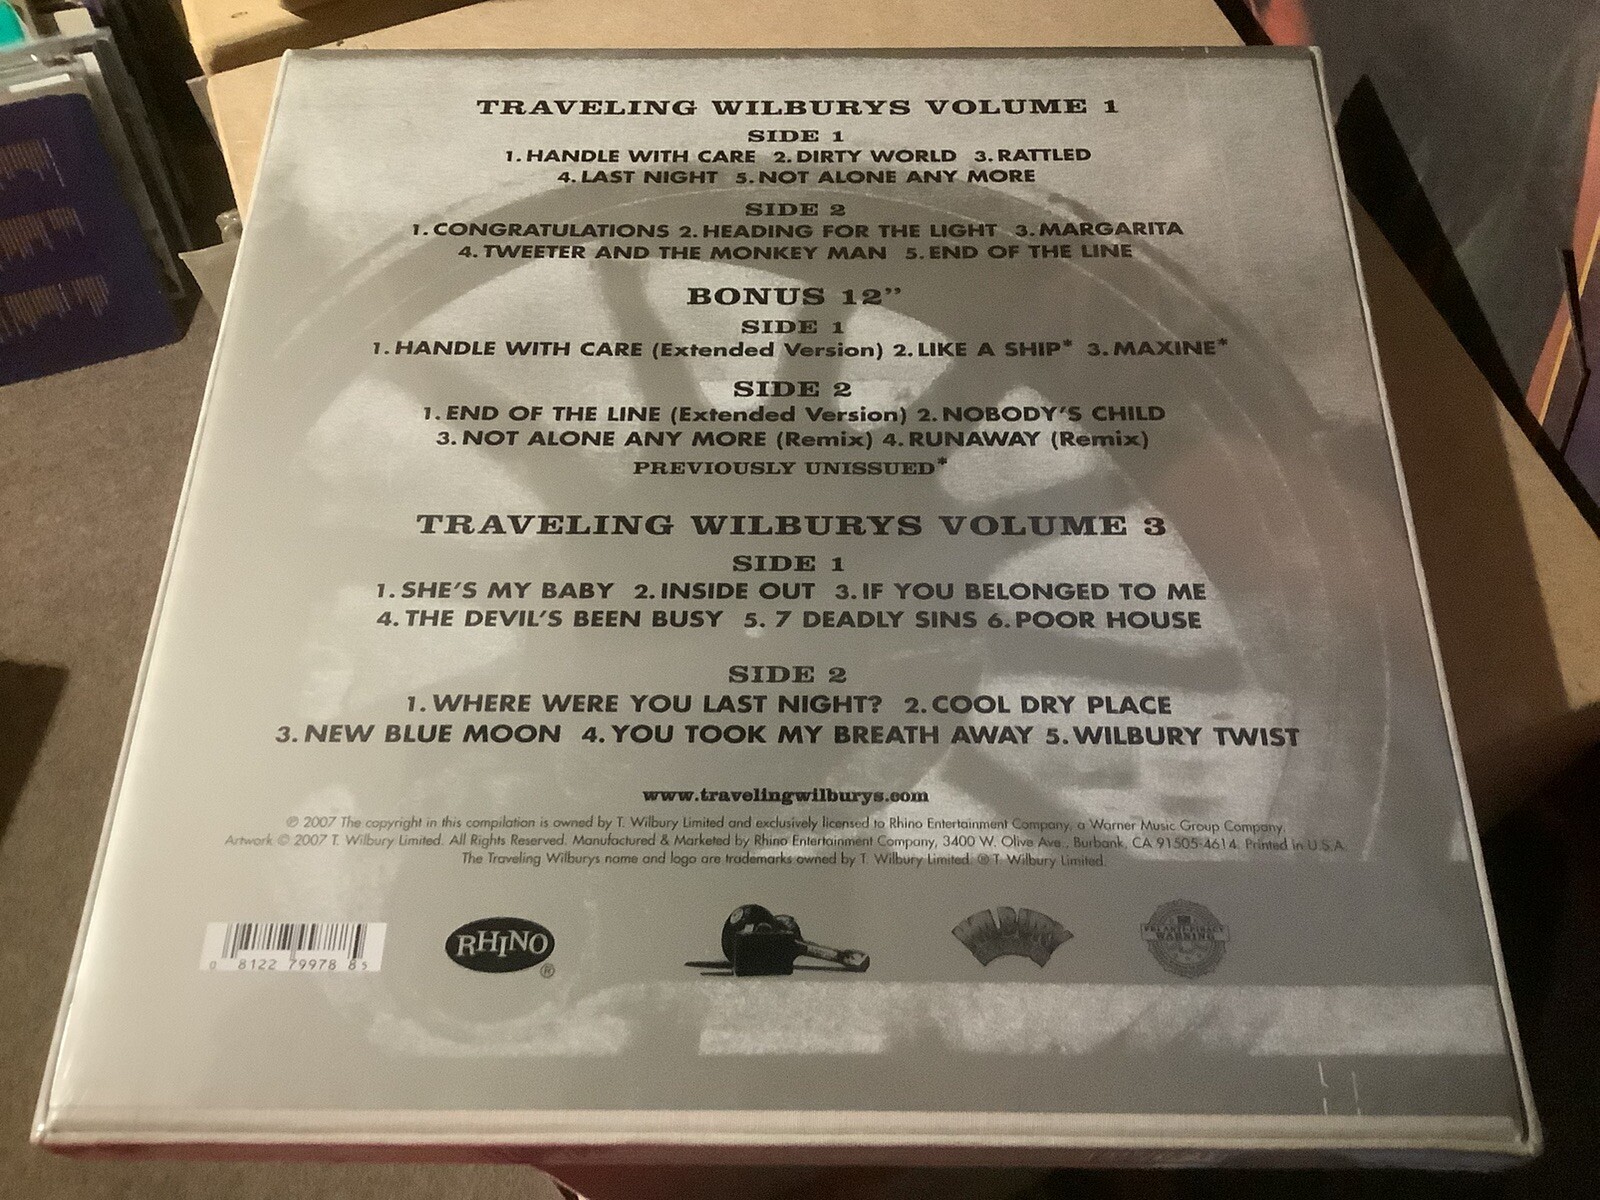 TRAVELING WILBURYS VOLUME 1
SIDE 1
1. HANDLE WITH CARE 2. DIRTY WORLD 3. RATTLED
4. LAST NIGHT 5. NOT ALONE ANY MORE
SIDE 2
1. CONGRATULATIONS 2. HEADING FOR THE LIGHT 3. MARGARITA
4. TWEETER AND THE MONKEY MAN 5. END OF THE LINE
BONUS 12”
SIDE 1
1. HANDLE WITH CARE (Extended Version) 2. LIKE A SHIP* 3. MAXINE*
SIDE 2
1. END OF THE LINE (Extended Version) 2. NOBODY’S CHILD
3. NOT ALONE ANY MORE (Remix) 4. RUNAWAY (Remix)
PREVIOUSLY UNISSUED*
TRAVELING WILBURYS VOLUME 3
SIDE 1
1. SHE’S MY BABY 2. INSIDE OUT 3. IF YOU BELONGED TO ME
4. THE DEVIL’S BEEN BUSY 5. 7 DEADLY SINS 6. POOR HOUSE
SIDE 2
1. WHERE WERE YOU LAST NIGHT? 2. COOL DRY PLACE
3. NEW BLUE MOON 4. YOU TOOK MY BREATH AWAY 5. WILBURY TWIST
www.travelingwilburys.com
℗ 2007 The copyright in this compilation is owned by T. Wilbury Limited and exclusively licensed to Rhino Entertainment Company, a Warner Music Group Company.
Artwork © 2007 T. Wilbury Limited. All Rights Reserved. Manufactured & Marketed by Rhino Entertainment Company, 3400 W. Olive Ave., Burbank, CA 91505-4614. Printed in U.S.A.
The Traveling Wilburys name and logo are trademarks owned by T. Wilbury Limited. ® T. Wilbury Limited.
0 8122 79978 8 5
RHINO ®
WILBURY
FBI ANTI-PIRACY
WARNING